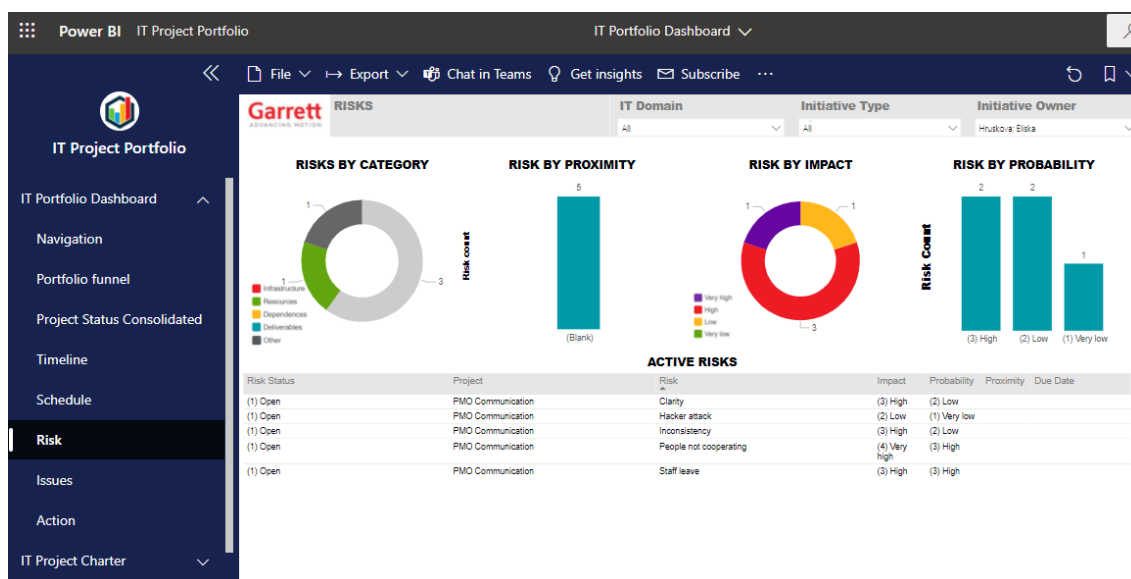 Power BI IT Project Portfolio IT Portfolio Dashboard
File Export Chat in Teams Get insights Subscribe ...
IT Project Portfolio
IT Portfolio Dashboard
Navigation
Portfolio funnel
Project Status Consolidated
Timeline
Schedule
Risk
Issues
Action
IT Project Charter
Garrett
ADVANCING MOTION
RISKS
IT Domain
All
Initiative Type
All
Initiative Owner
Hruskova; Eliska
RISKS BY CATEGORY
1
1
3
Infrastructure
Resources
Dependences
Deliverables
Other
RISK BY PROXIMITY
Risk count
5
(Blank)
RISK BY IMPACT
1
1
3
Very high
High
Low
Very low
RISK BY PROBABILITY
Risk Count
2 2 1
(3) High (2) Low (1) Very low
ACTIVE RISKS
Risk Status Project Risk Impact Probability Proximity Due Date
(1) Open PMO Communication Clarity (3) High (2) Low
(1) Open PMO Communication Hacker attack (2) Low (1) Very low
(1) Open PMO Communication Inconsistency (3) High (2) Low
(1) Open PMO Communication People not cooperating (4) Very high (3) High
(1) Open PMO Communication Staff leave (3) High (3) High